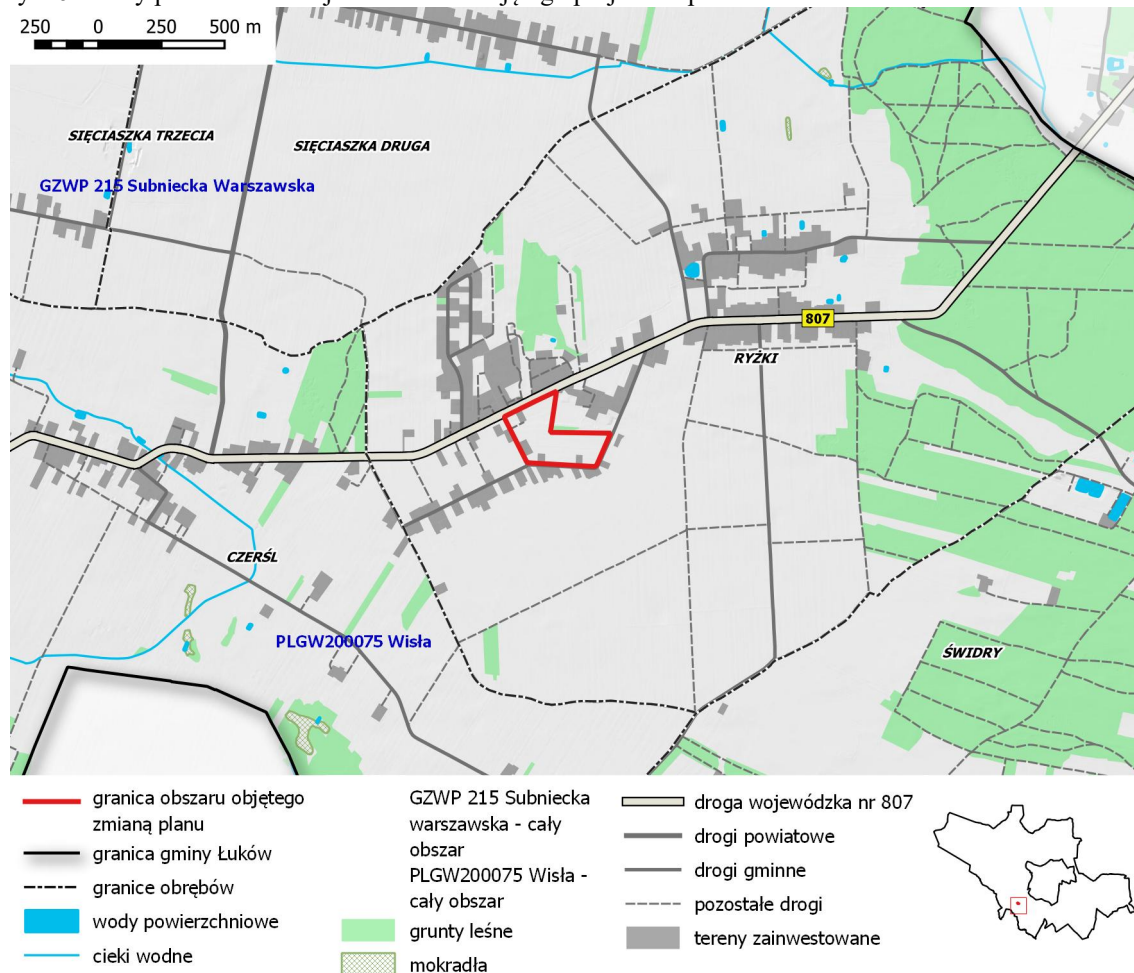 250 0 250 500 m
SIĘCIASZKA TRZECIA
SIĘCIASZKA DRUGA
GZWP 215 Subniecka Warszawska
807
RYŻKI
CZERŚL
PLGW200075 Wisła
ŚWIDRY
granica obszaru objętego
zmianą planu
granica gminy Łuków
granice obrębów
wody powierzchniowe
cieki wodne
GZWP 215 Subniecka
warszawska - cały
obszar
PLGW200075 Wisła -
cały obszar
grunty leśne
mokradła
droga wojewódzka nr 807
drogi powiatowe
drogi gminne
pozostałe drogi
tereny zainwestowane